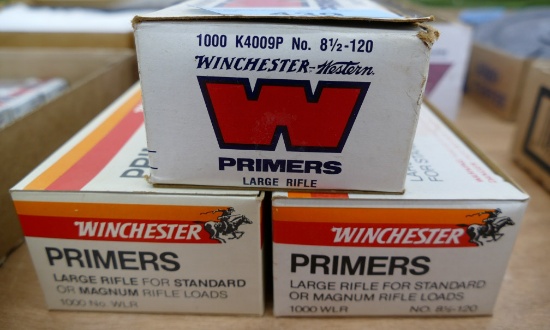 1000 K4009P No. 8½-120
WINCHESTER-Western.
W
PRIMERS
LARGE RIFLE
WINCHESTER
PRIMERS
LARGE RIFLE FOR STANDARD
OR MAGNUM RIFLE LOADS
1000 No. WLR
WINCHESTER
PRIMERS
LARGE RIFLE FOR STANDARD
OR MAGNUM RIFLE LOADS
1000 WLR NO. 8½-120